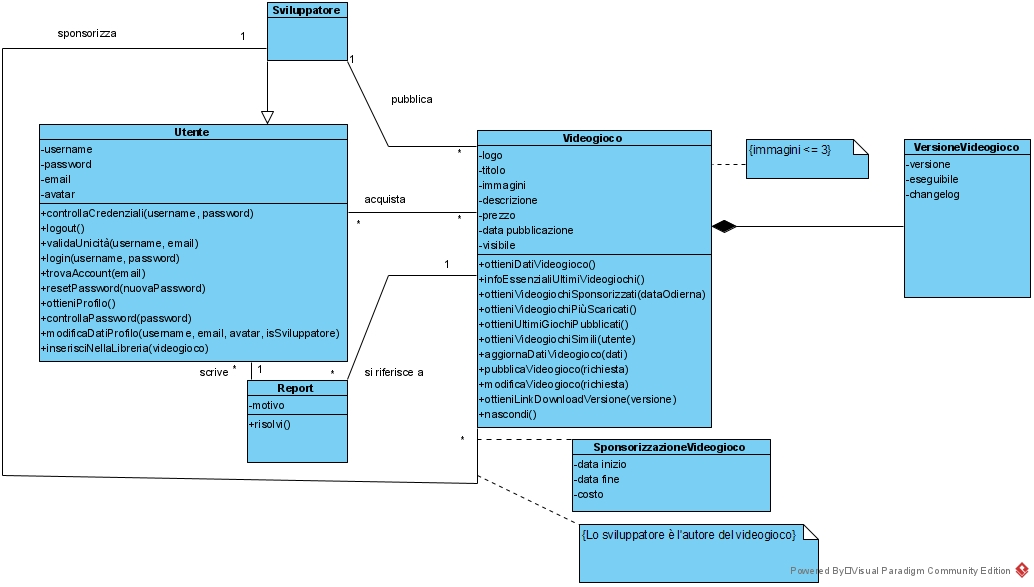 Sviluppatore
sponsorizza
1
1
pubblica
*
Utente
-username
-password
-email
-avatar
+controllaCredenziali(username, password)
+logout()
+validaUnicità(username, email)
+login(username, password)
+trovaAccount(email)
+resetPassword(nuovaPassword)
+ottieniProfilo()
+controllaPassword(password)
+modificaDatiProfilo(username, email, avatar, isSviluppatore)
+inserisciNellaLibreria(videogioco)
acquista
*
*
Videogioco
-logo
-titolo
-immagini
-descrizione
-prezzo
-data pubblicazione
-visibile
+ottieniDatiVideogioco()
+infoEssenzialiUltimiVideogiochi()
+ottieniVideogiochiSponsorizzati(dataOdierna)
+ottieniVideogiochiPiùScaricati()
+ottieniUltimiGiochiPubblicati()
+ottieniVideogiochiSimili(utente)
+aggiornaDatiVideogioco(dati)
+pubblicaVideogioco(richiesta)
+modificaVideogioco(richiesta)
+ottieniLinkDownloadVersione(versione)
+nascondi()
{immagini <= 3}
VersioneVideogioco
-versione
-eseguibile
-changelog
1
scrive
*
1
*
si riferisce a
Report
-motivo
+risolvi()
*
SponsorizzazioneVideogioco
-data inizio
-data fine
-costo
{Lo sviluppatore è l'autore del videogioco}
Powered By Visual Paradigm Community Edition